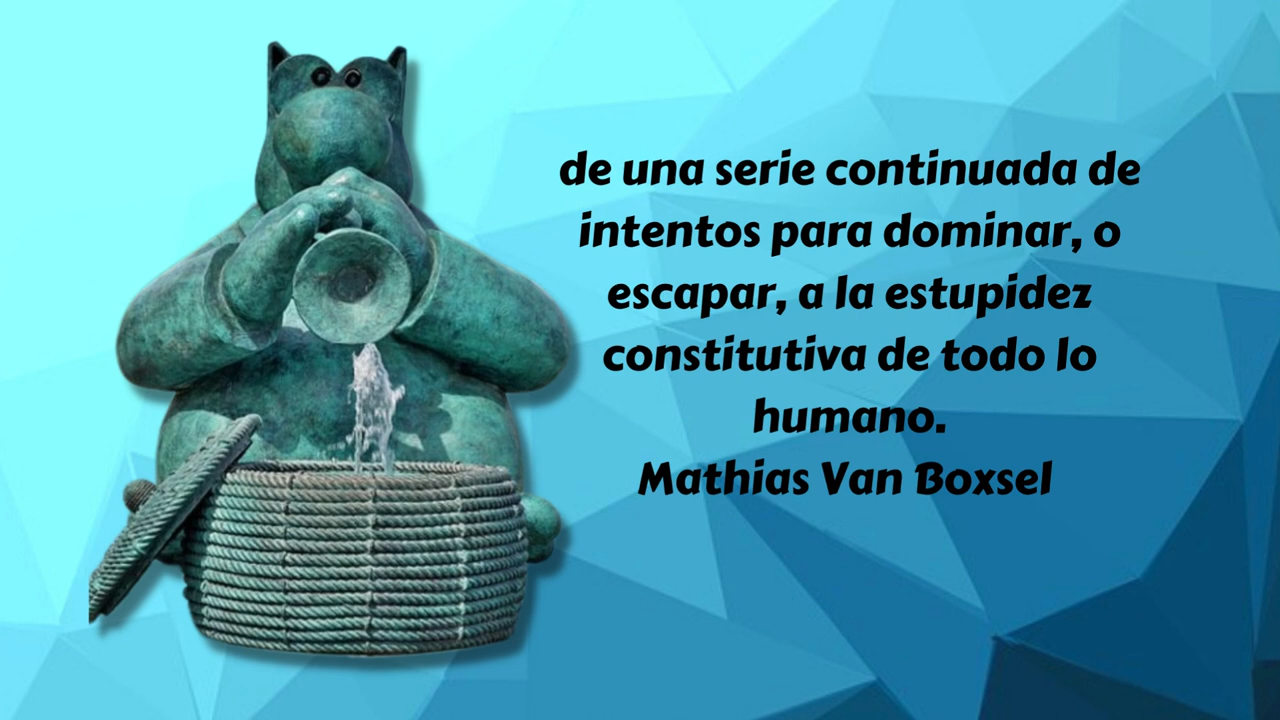 de una serie continuada de
intentos para dominar, o
escapar, a la estupidez
constitutiva de todo lo
humano.
Mathias Van Boxsel